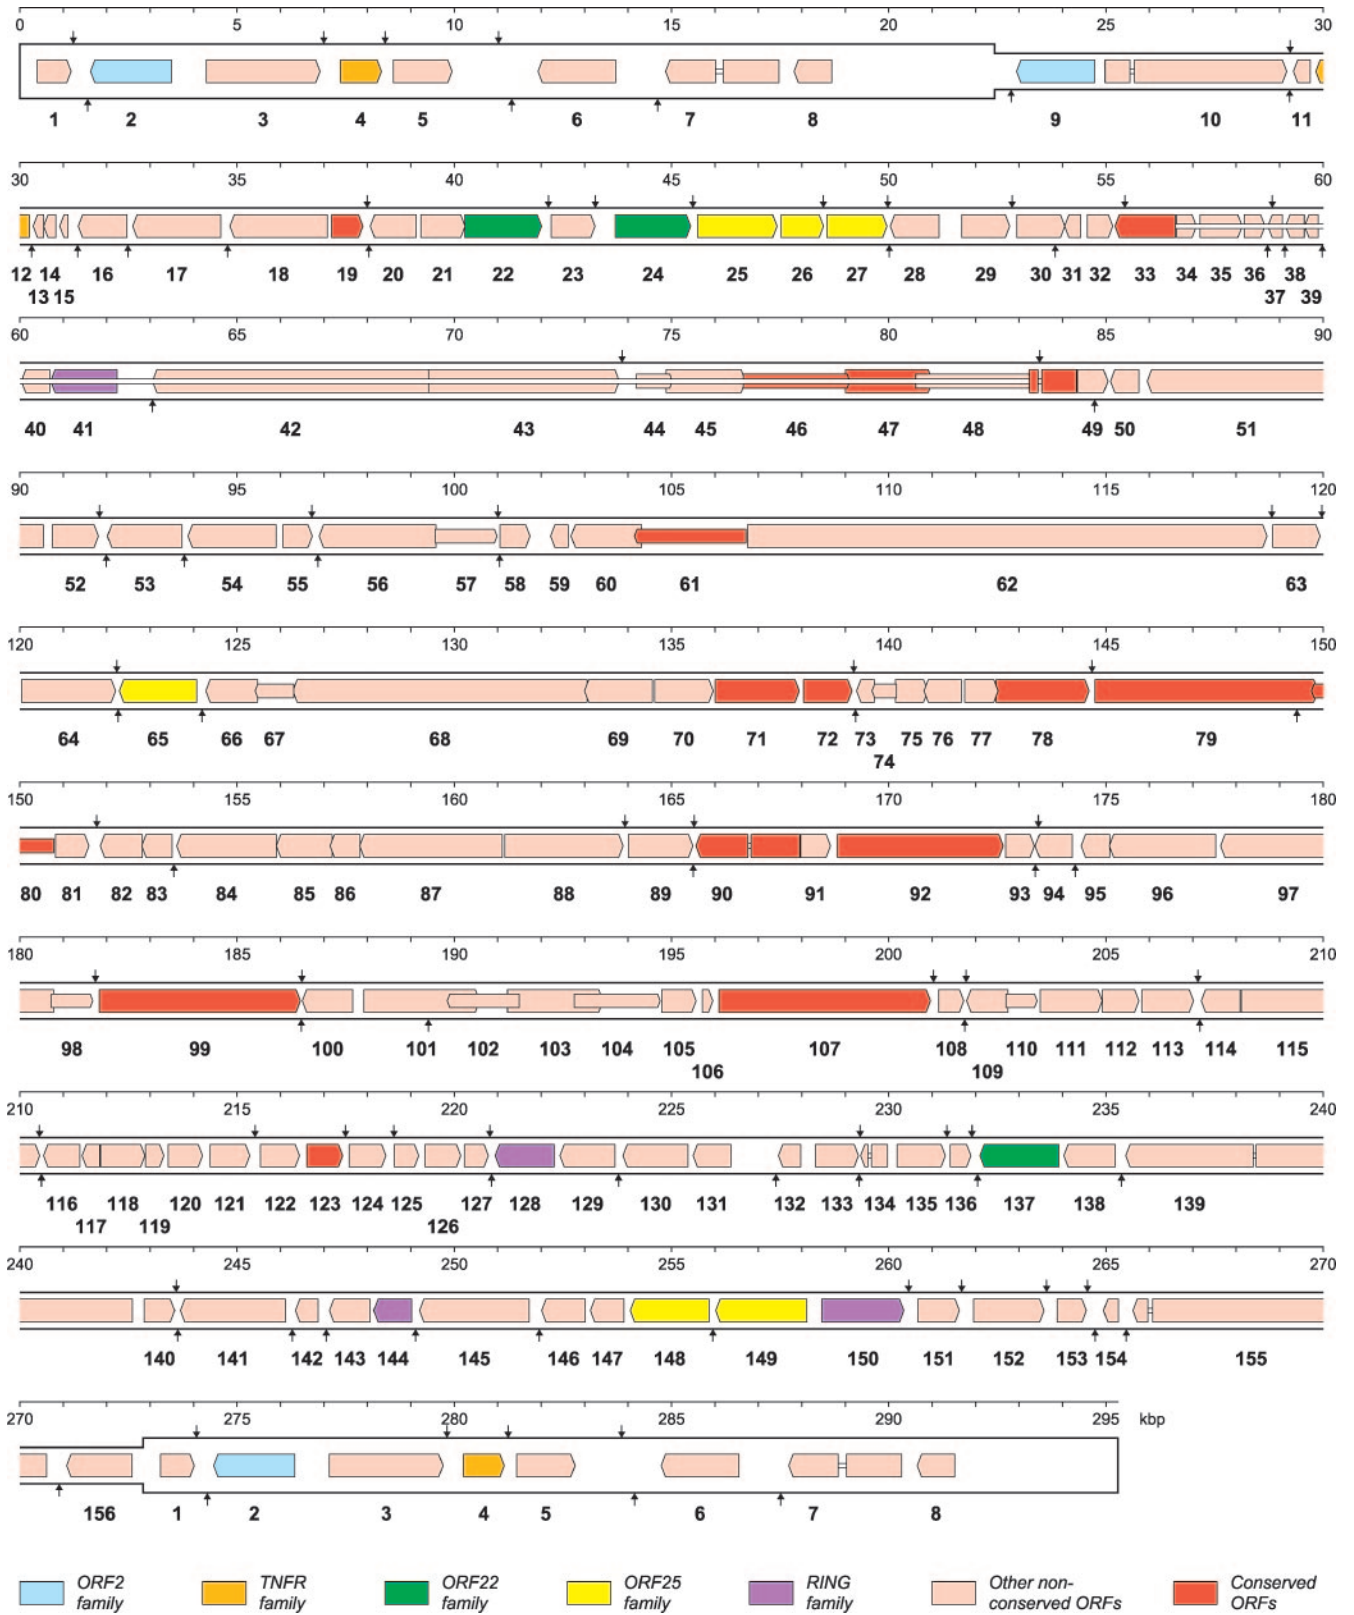 0 5 10 15 20 25 30
1 2 3 4 5 6 7 8 9 10 11
30 35 40 45 50 55 60
12 14 16 17 18 19 20 21 22 23 24 25 26 27 28 29 30 31 32 33 34 35 36 38
13 15 37 39
60 65 70 75 80 85 90
40 41 42 43 44 45 46 47 48 49 50 51
90 95 100 105 110 115 120
52 53 54 55 56 57 58 59 60 61 62 63
120 125 130 135 140 145 150
64 65 66 67 68 69 70 71 72 73 75 76 77 78 79
74
150 155 160 165 170 175 180
80 81 82 83 84 85 86 87 88 89 90 91 92 93 94 95 96 97
180 185 190 195 200 205 210
98 99 100 101 102 103 104 105 107 108 110 111 112 113 114 115
106 109
210 215 220 225 230 235 240
116 118 120 121 122 123 124 125 127 128 129 130 131 132 133 134 135 136 137 138 139
117 119 126
240 245 250 255 260 265 270
140 141 142 143 144 145 146 147 148 149 150 151 152 153 154 155
270 275 280 285 290 295 kbp
156 1 2 3 4 5 6 7 8
ORF2 TNFR ORF22 ORF25 RING Other non- Conserved
family family family family family conserved ORFs ORFs